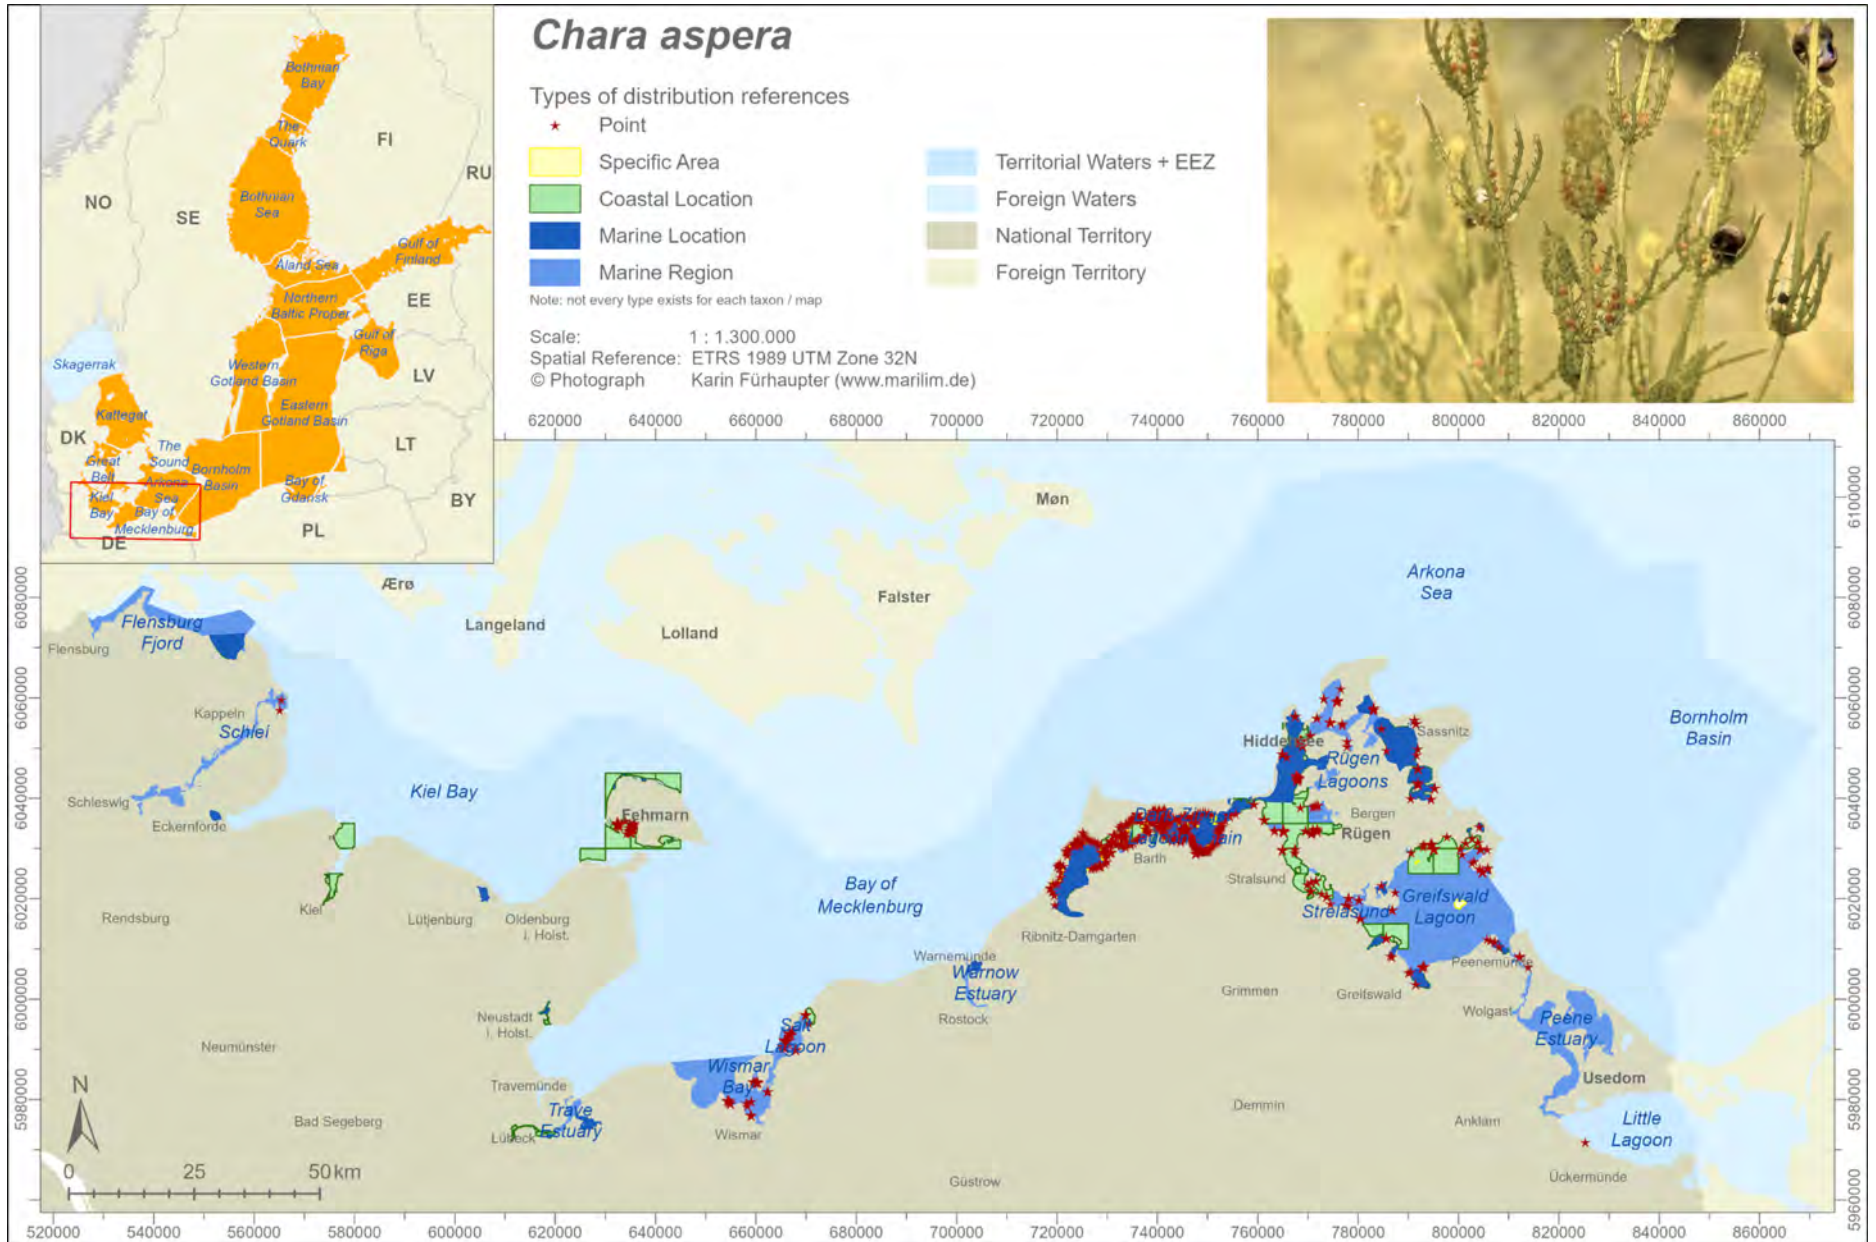 Chara aspera
Types of distribution references
Point
Specific Area
Coastal Location
Marine Location
Marine Region
Territorial Waters + EEZ
Foreign Waters
National Territory
Foreign Territory
Note: not every type exists for each taxon / map
Scale: 1 : 1.300.000
Spatial Reference: ETRS 1989 UTM Zone 32N
© Photograph Karin Fürhaupter (www.marilim.de)
Bothnian
Bay
The
Quark
FI
RU
NO
SE
Bothnian
Sea
Gulf of
Finland
Åland Sea
Northern
Baltic Proper
EE
Gulf of
Riga
Skagerrak
Western
Gotland Basin
LV
Kattegat
Eastern
Gotland Basin
DK
The
Sound
LT
Great
Belt
Bornholm
Basin
Arkona
Sea
Bay of
Gdansk
Kiel
Bay
Bay of
Mecklenburg
BY
PL
DE
620000 640000 660000 680000 700000 720000 740000 760000 780000 800000 820000 840000 860000
Møn
Ærø
Langeland
Lolland
Falster
Arkona
Sea
Bornholm
Basin
Flensburg
Fjord
Flensburg
Kappeln
Schlei
Schleswig
Eckernförde
Kiel Bay
Fehmarn
Hiddensee
Sassnitz
Rügen
Lagoons
Bergen
Rügen
Barth
Stralsund
Strelasund
Greifswald
Lagoon
Bay of
Mecklenburg
Rendsburg
Kiel
Lütjenburg
Oldenburg
i. Holst.
Ribnitz-Damgarten
Warnemünde
Warnow
Estuary
Rostock
Grimmen
Greifswald
Peenemünde
Wolgast
Peene
Estuary
Usedom
Neustadt
i. Holst.
Neumünster
Salt
Lagoon
Wismar
Bay
Travemünde
Trave
Estuary
Bad Segeberg
Lübeck
Wismar
Demmin
Anklam
Little
Lagoon
Güstrow
Ückermünde
N
0 25 50 km
6080000
6060000
6040000
6020000
6000000
5980000
6100000
6080000
6060000
6040000
6020000
6000000
5980000
5960000
520000 540000 560000 580000 600000 620000 640000 660000 680000 700000 720000 740000 760000 780000 800000 820000 840000 860000